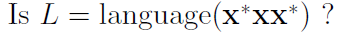 Is L = language(x*xx*) ?